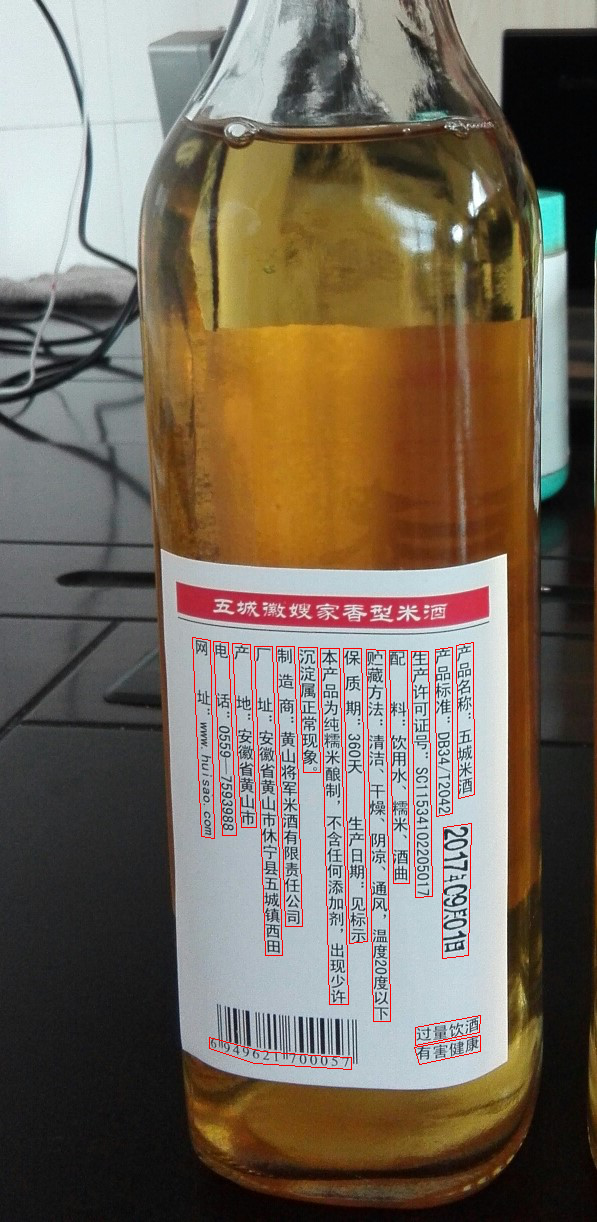 五城徽嫂家香型米酒
产品名称：五城米酒
产品标准：DB34/T2042
2017年09月01日
生产许可证号：SC11534102205017
配 料：饮用水、糯米、酒曲
贮藏方法：清洁、干燥、阴凉、通风，温度20度以下
保 质 期：360天 生产日期：见标示
本产品为纯糯米酿制，不含任何添加剂，出现少许
沉淀属正常现象。
制 造 商：黄山将军米酒有限责任公司
厂 址：安徽省黄山市休宁县五城镇西田
产 地：安徽省黄山市
电 话：0559—7593988
网 址：www.huisao.com
过量饮酒
有害健康
6949621700057